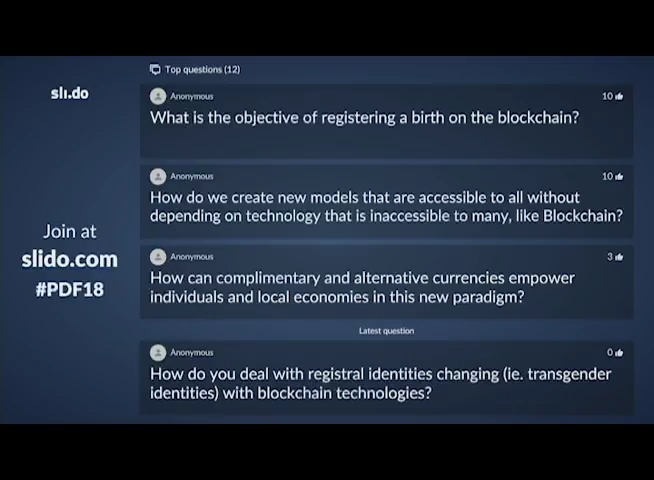 Top questions (12)
sli.do
Anonymous
10
What is the objective of registering a birth on the blockchain?
Anonymous
10
How do we create new models that are accessible to all without
depending on technology that is inaccessible to many, like Blockchain?
Join at
slido.com
#PDF18
Anonymous
3
How can complimentary and alternative currencies empower
individuals and local economies in this new paradigm?
Latest question
Anonymous
0
How do you deal with registral identities changing (ie. transgender
identities) with blockchain technologies?